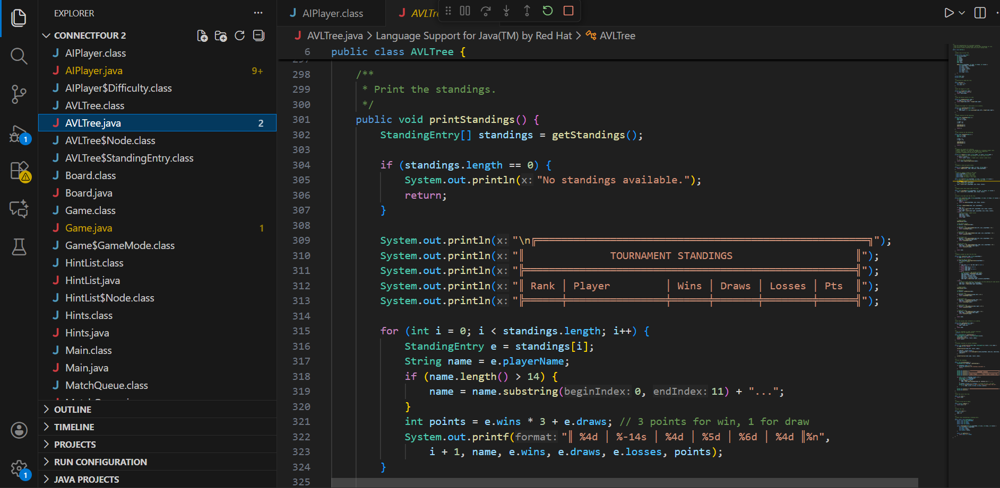 EXPLORER
CONNECTFOUR 2
AIPlayer.class
AIPlayer.java 9+
AIPlayer$Difficulty.class
AVLTree.class
AVLTree.java 2
AVLTree$Node.class
AVLTree$StandingEntry.class
Board.class
Board.java
Game.class
Game.java 1
Game$GameMode.class
HintList.class
HintList.java
HintList$Node.class
Hints.class
Hints.java
Main.class
Main.java
MatchQueue.class
OUTLINE
TIMELINE
PROJECTS
RUN CONFIGURATION
JAVA PROJECTS
1
1
AIPlayer.class
AVLTre
AVLTree.java > Language Support for Java(TM) by Red Hat > AVLTree
6 public class AVLTree {
297
298 /**
299 * Print the standings.
300 */
301 public void printStandings() {
302 StandingEntry[] standings = getStandings();
303
304 if (standings.length == 0) {
305 System.out.println(x: "No standings available.");
306 return;
307 }
308
309 System.out.println(x: "\n╔══════════════════════════════════════════════════════╗");
310 System.out.println(x: "║              TOURNAMENT STANDINGS                    ║");
311 System.out.println(x: "╠══════════════════════════════════════════════════════╣");
312 System.out.println(x: "║ Rank │ Player         │ Wins │ Draws │ Losses │ Pts  ║");
313 System.out.println(x: "╠══════╪════════════════╪══════╪═══════╪════════╪══════╣");
314
315 for (int i = 0; i < standings.length; i++) {
316 StandingEntry e = standings[i];
317 String name = e.playerName;
318 if (name.length() > 14) {
319 name = name.substring(beginIndex: 0, endIndex: 11) + "...";
320 }
321 int points = e.wins * 3 + e.draws; // 3 points for win, 1 for draw
322 System.out.printf(format: "║ %4d │ %-14s │ %4d │ %5d │ %6d │ %4d ║%n",
323 i + 1, name, e.wins, e.draws, e.losses, points);
324 }
325